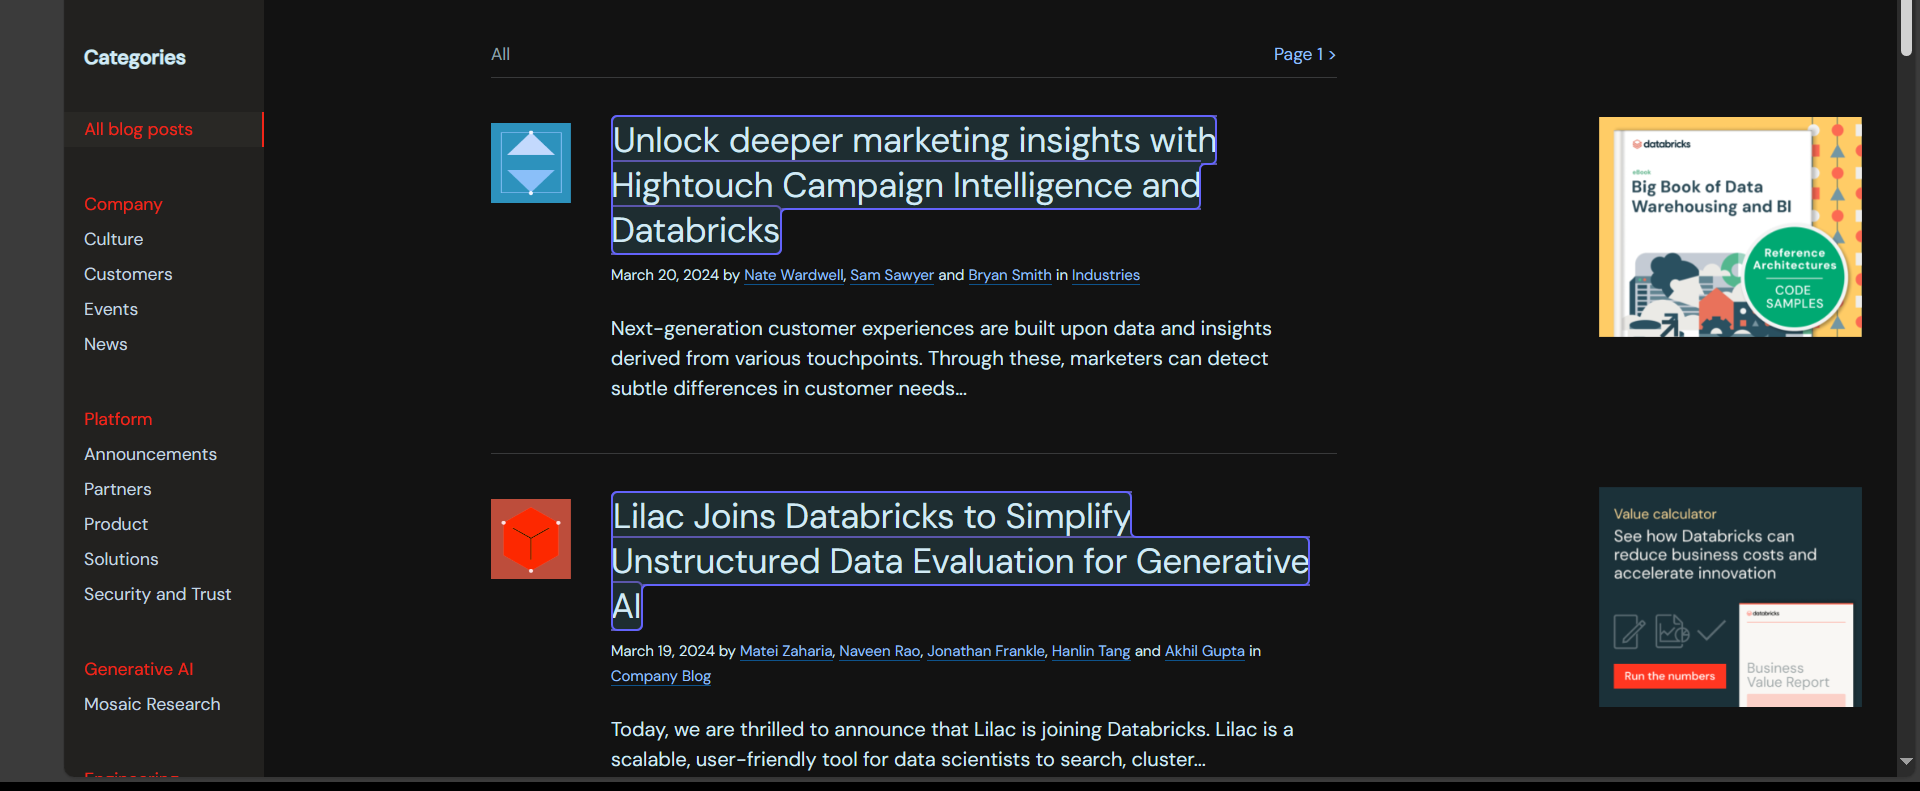 Categories
All blog posts
Company
Culture
Customers
Events
News
Platform
Announcements
Partners
Product
Solutions
Security and Trust
Generative AI
Mosaic Research
Engineering
All
Page 1 >
Unlock deeper marketing insights with
Hightouch Campaign Intelligence and
Databricks
March 20, 2024 by Nate Wardwell, Sam Sawyer and Bryan Smith in Industries
Next-generation customer experiences are built upon data and insights
derived from various touchpoints. Through these, marketers can detect
subtle differences in customer needs...
Lilac Joins Databricks to Simplify
Unstructured Data Evaluation for Generative
AI
March 19, 2024 by Matei Zaharia, Naveen Rao, Jonathan Frankle, Hanlin Tang and Akhil Gupta in
Company Blog
Today, we are thrilled to announce that Lilac is joining Databricks. Lilac is a
scalable, user-friendly tool for data scientists to search, cluster...
databricks
eBook
Big Book of Data
Warehousing and BI
Reference
Architectures
CODE
SAMPLES
Value calculator
See how Databricks can
reduce business costs and
accelerate innovation
Run the numbers
databricks
Business
Value Report